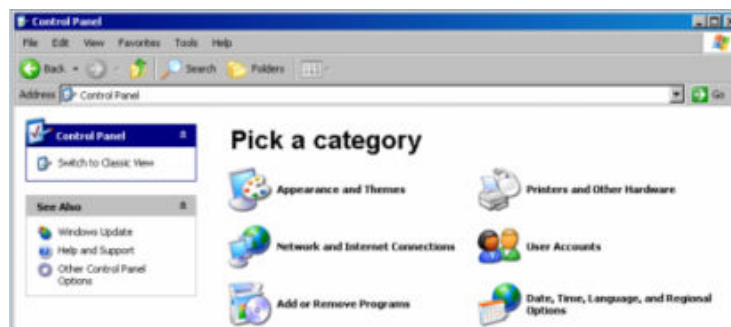 Control Panel
File Edit View Favorites Tools Help
Back Search Folders
Address Control Panel Go
Control Panel
Switch to Classic View
See Also
Windows Update
Help and Support
Other Control Panel
Options
Pick a category
Appearance and Themes
Printers and Other Hardware
Network and Internet Connections
User Accounts
Add or Remove Programs
Date, Time, Language, and Regional
Options